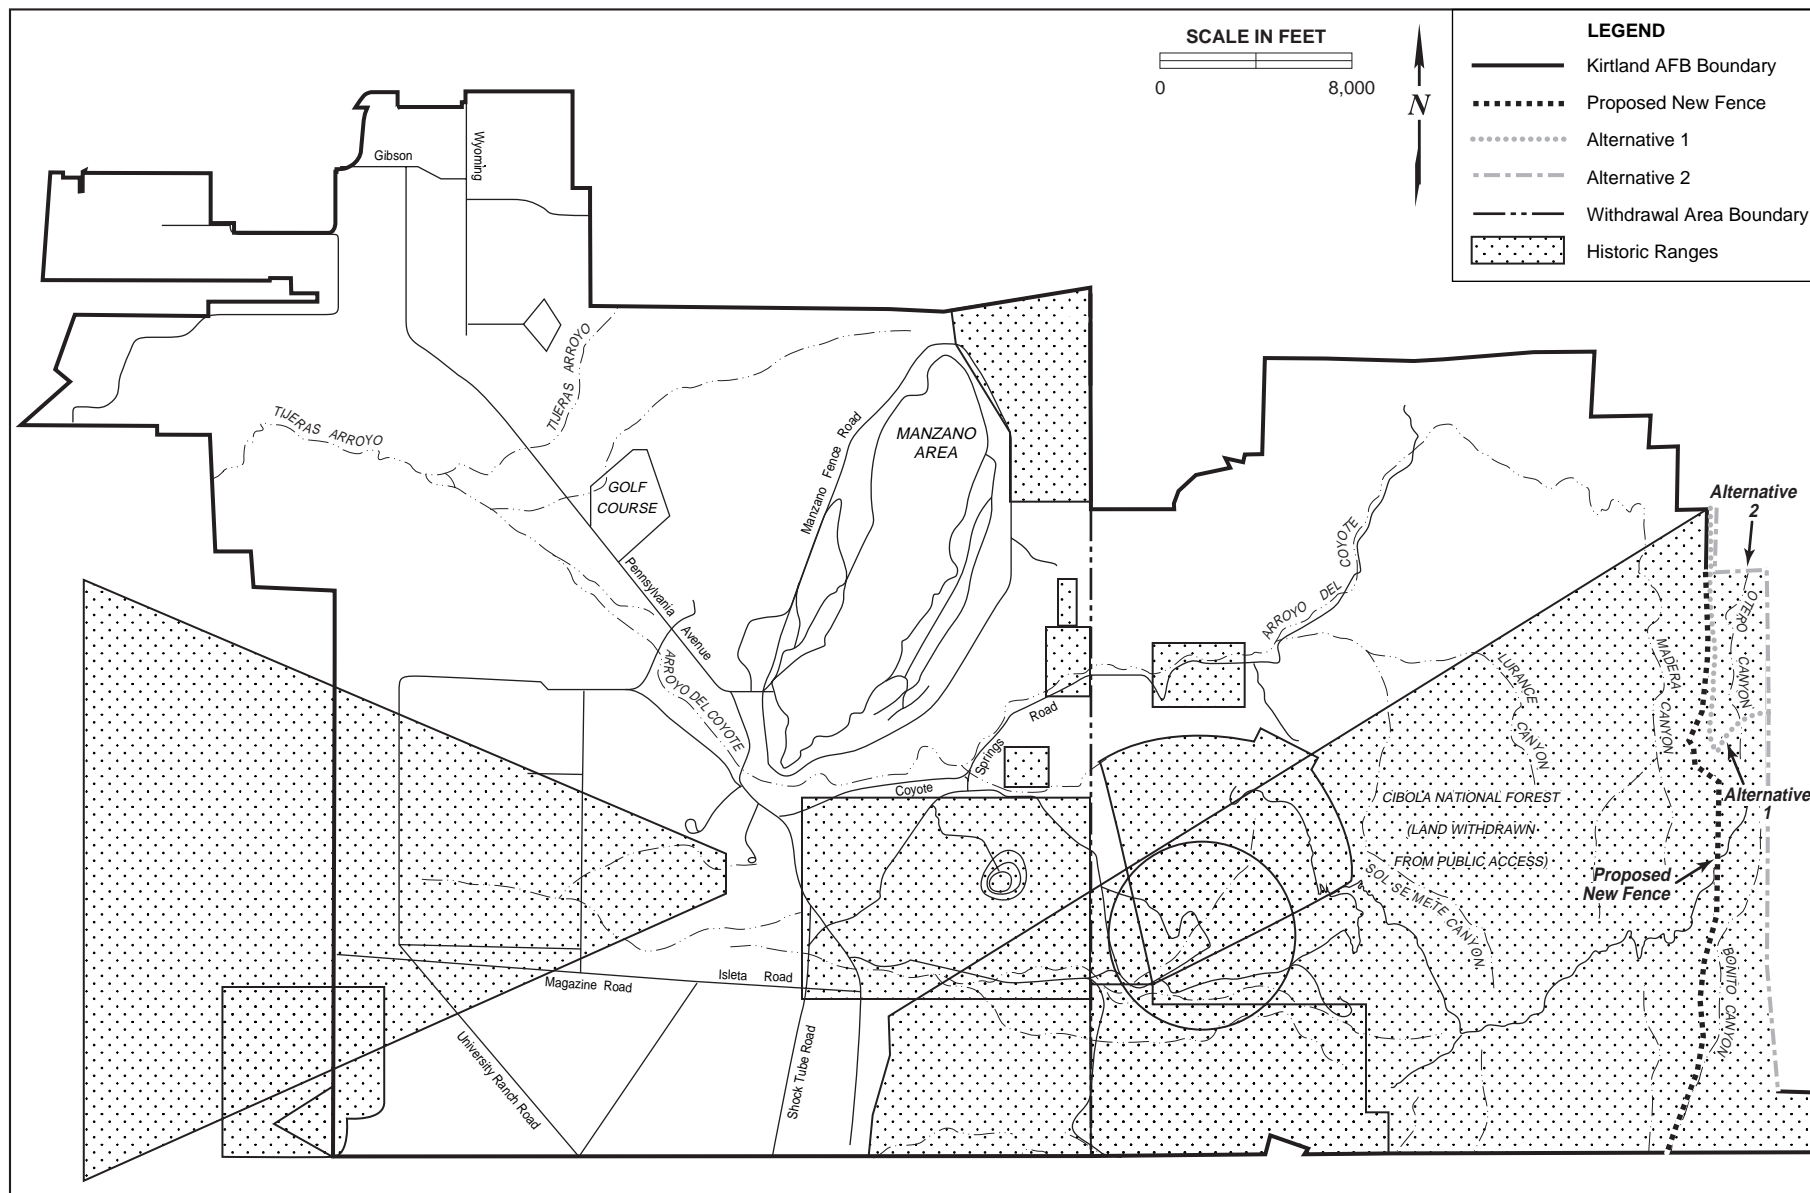 SCALE IN FEET
0 8,000
N
LEGEND
Kirtland AFB Boundary
Proposed New Fence
Alternative 1
Alternative 2
Withdrawal Area Boundary
Historic Ranges
Gibson
Wyoming
TIJERAS ARROYO
TIJERAS ARROYO
GOLF
COURSE
Manzano Fence Road
MANZANO
AREA
Pennsylvania Avenue
ARROYO DEL COYOTE
ARROYO DEL COYOTE
Coyote Springs Road
LURANCE CANYON
MADERA CANYON
OTERO CANYON
Alternative
2
Alternative
1
CIBOLA NATIONAL FOREST
(LAND WITHDRAWN
FROM PUBLIC ACCESS)
SOL SE METE CANYON
Proposed
New Fence
BONITO CANYON
Isleta Road
Magazine Road
University Ranch Road
Shock Tube Road